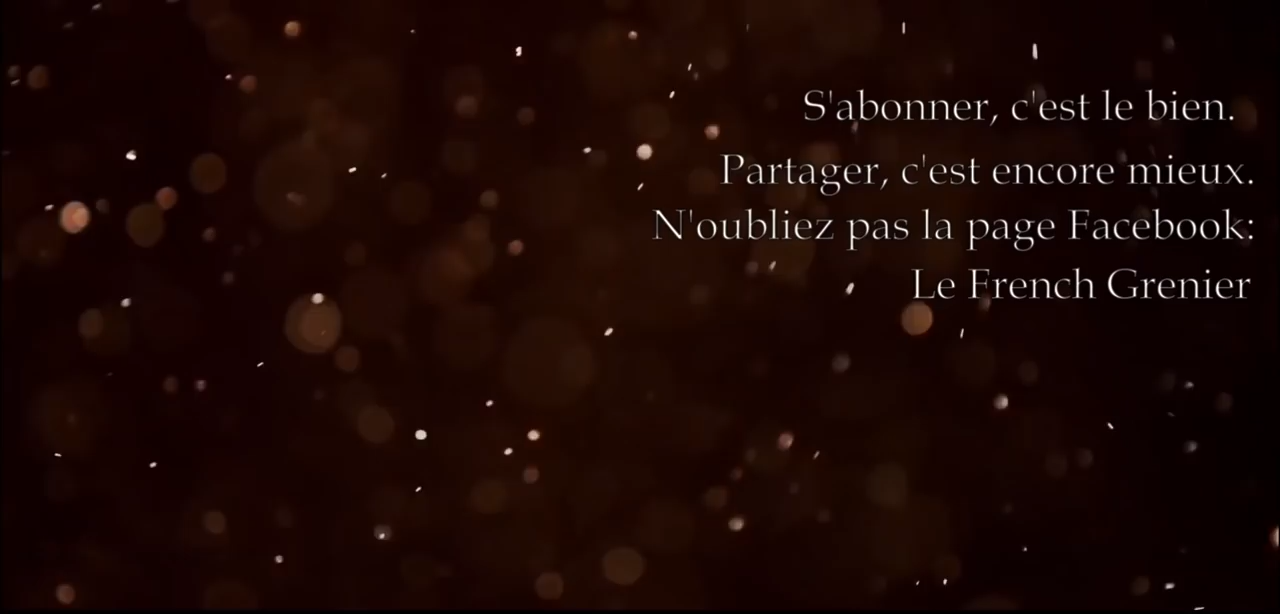 S'abonner, c'est le bien.
Partager, c'est encore mieux.
N'oubliez pas la page Facebook:
Le French Grenier